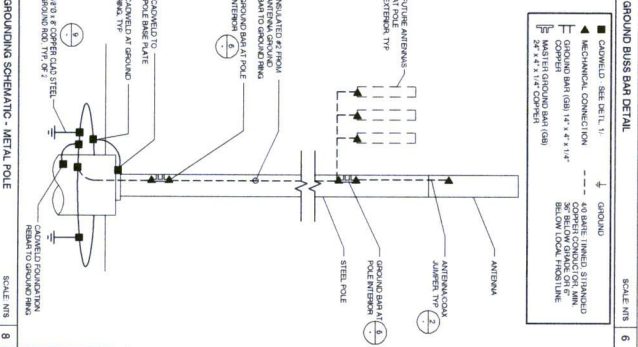 GROUND BUSS BAR DETAIL
SCALE: NTS
6
CADWELD - SEE DETL. 1/-
MECHANICAL CONNECTION
GROUND BAR (GB) 14" x 4" x 1/4"
COPPER
MASTER GROUND BAR (GB)
24" x 4" x 1/4" COPPER
GROUND
4/0 BARE TINNED, STRANDED
COPPER CONDUCTOR, MIN.
36" BELOW GRADE OR 6"
BELOW LOCAL FROSTLINE
FUTURE ANTENNAS
AT POLE
EXTERIOR, TYP
INSULATED #2 FROM
ANTENNA GROUND
BAR TO GROUND RING
GROUND BAR AT POLE
INTERIOR
6
-
CADWELD TO
POLE BASE PLATE
CADWELD AT GROUND
RING, TYP.
COPPER CLAD STEEL
GROUND ROD, TYP. OF 2
9
-
ANTENNA
ANTENNA/COAX
JUMPER, TYP
2
-
GROUND BAR AT
POLE INTERIOR
6
-
STEEL POLE
CADWELD FOUNDATION
REBAR TO GROUND RING
GROUNDING SCHEMATIC - METAL POLE
SCALE: NTS
8